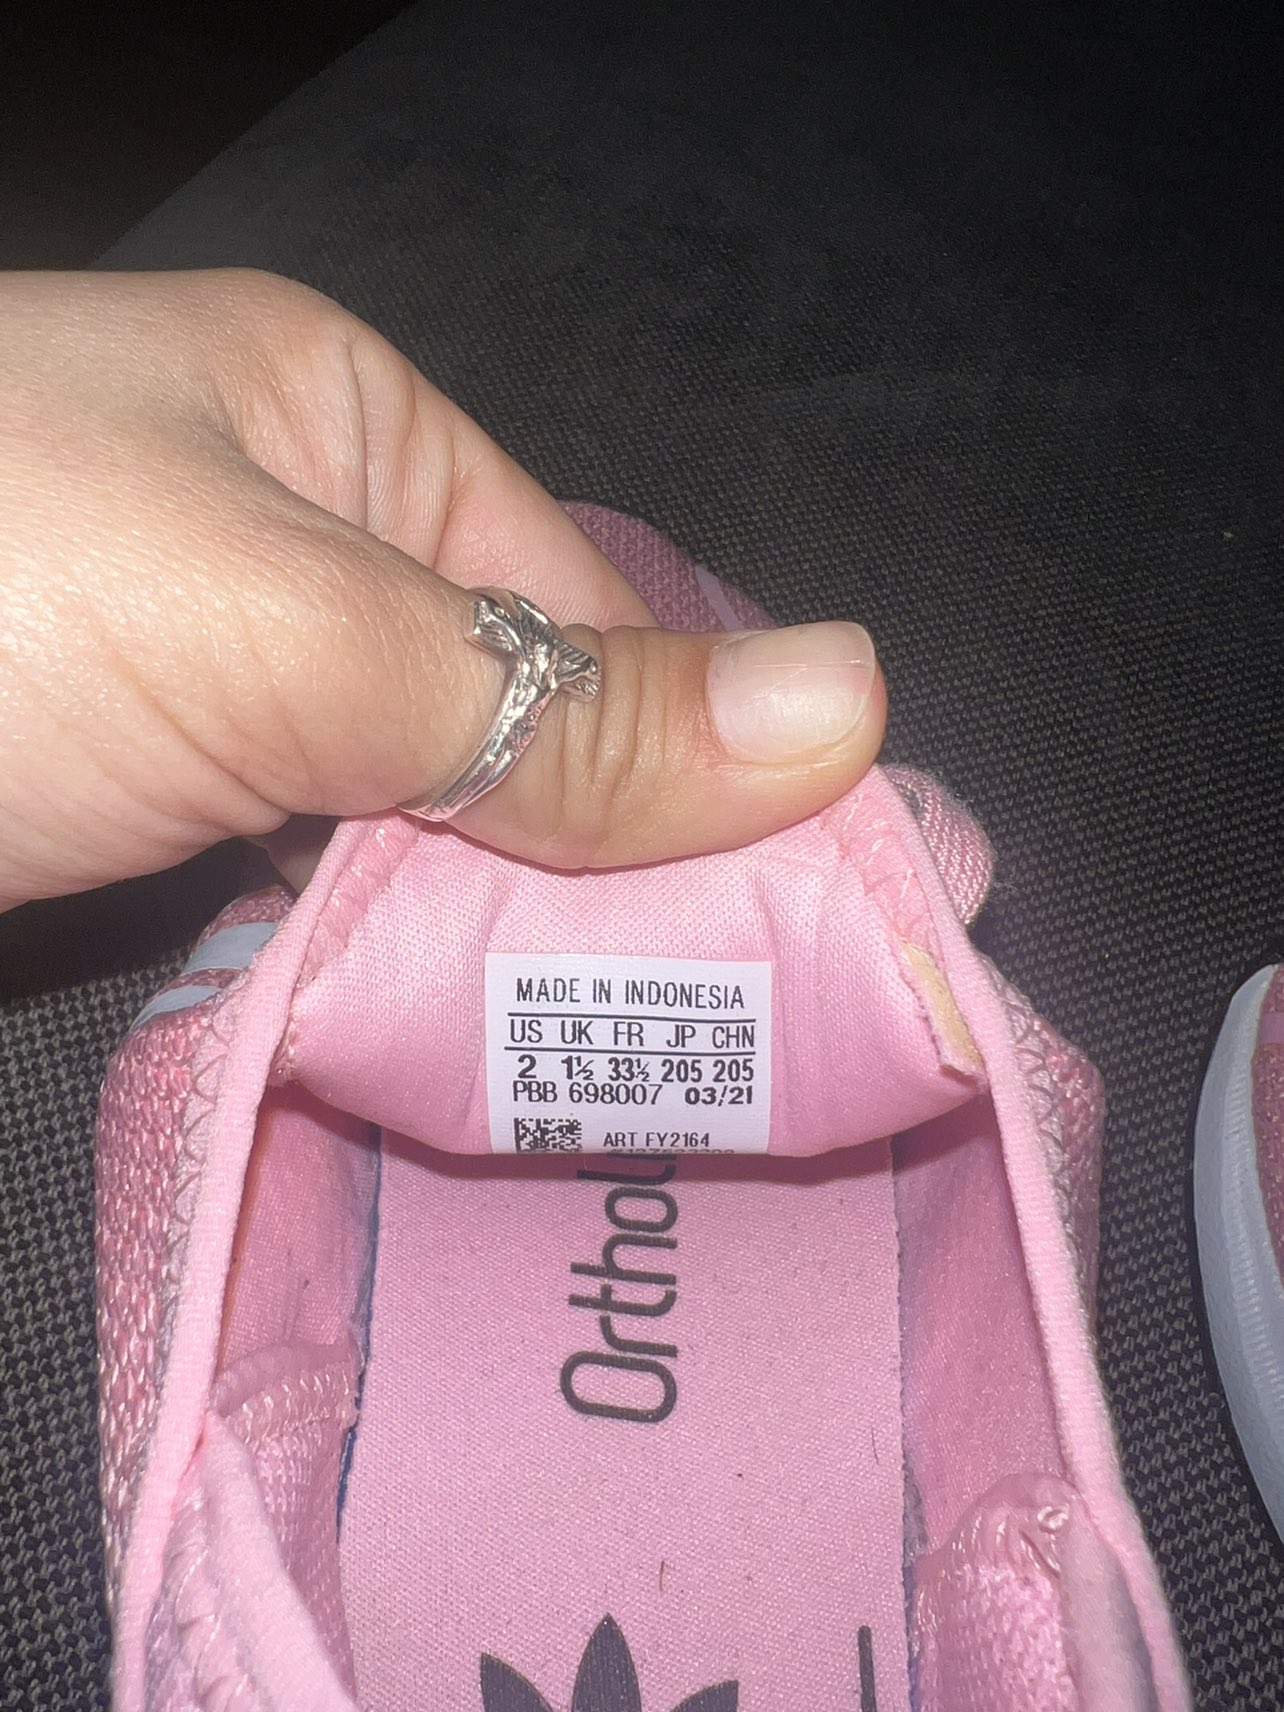 MADE IN INDONESIA
US UK FR JP CHN
2 1½ 33½ 205 205
PBB 698007 03/21
ART FY2164
Orthol